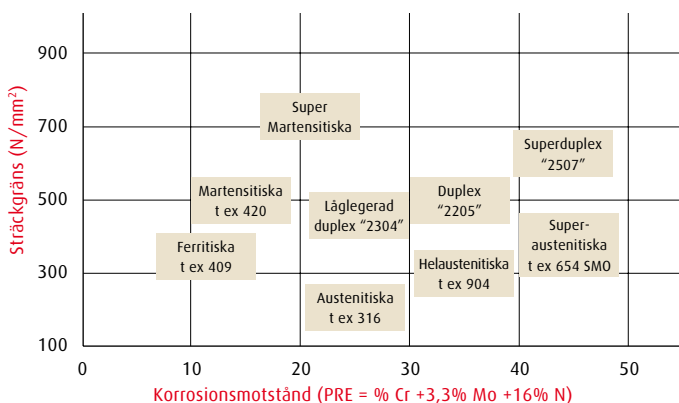 Sträckgräns (N/mm²)
900
700
500
300
100
Super
Martensitiska
Superduplex
“2507”
Martensitiska
t ex 420
Låglegerad
duplex “2304”
Duplex
“2205”
Super-
austenitiska
t ex 654 SMO
Ferritiska
t ex 409
Helaustenitiska
t ex 904
Austenitiska
t ex 316
0
10
20
30
40
50
Korrosionsmotstånd (PRE = % Cr +3,3% Mo +16% N)